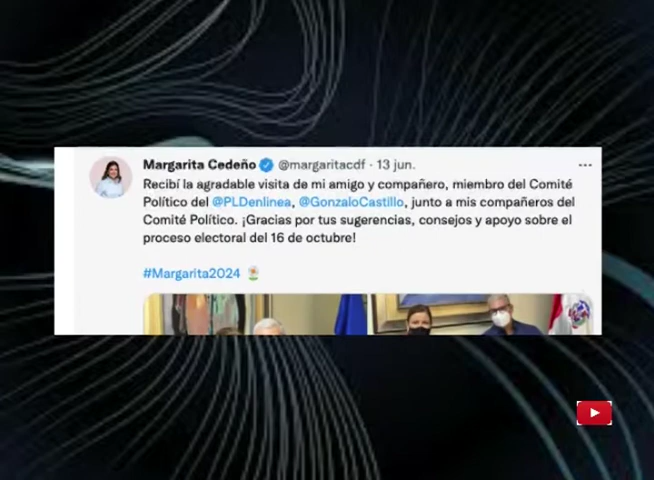 Margarita Cedeño @margaritacdf · 13 jun.
Recibí la agradable visita de mi amigo y compañero, miembro del Comité
Político del @PLDenlinea, @GonzaloCastillo, junto a mis compañeros del
Comité Político. ¡Gracias por tus sugerencias, consejos y apoyo sobre el
proceso electoral del 16 de octubre!
#Margarita2024